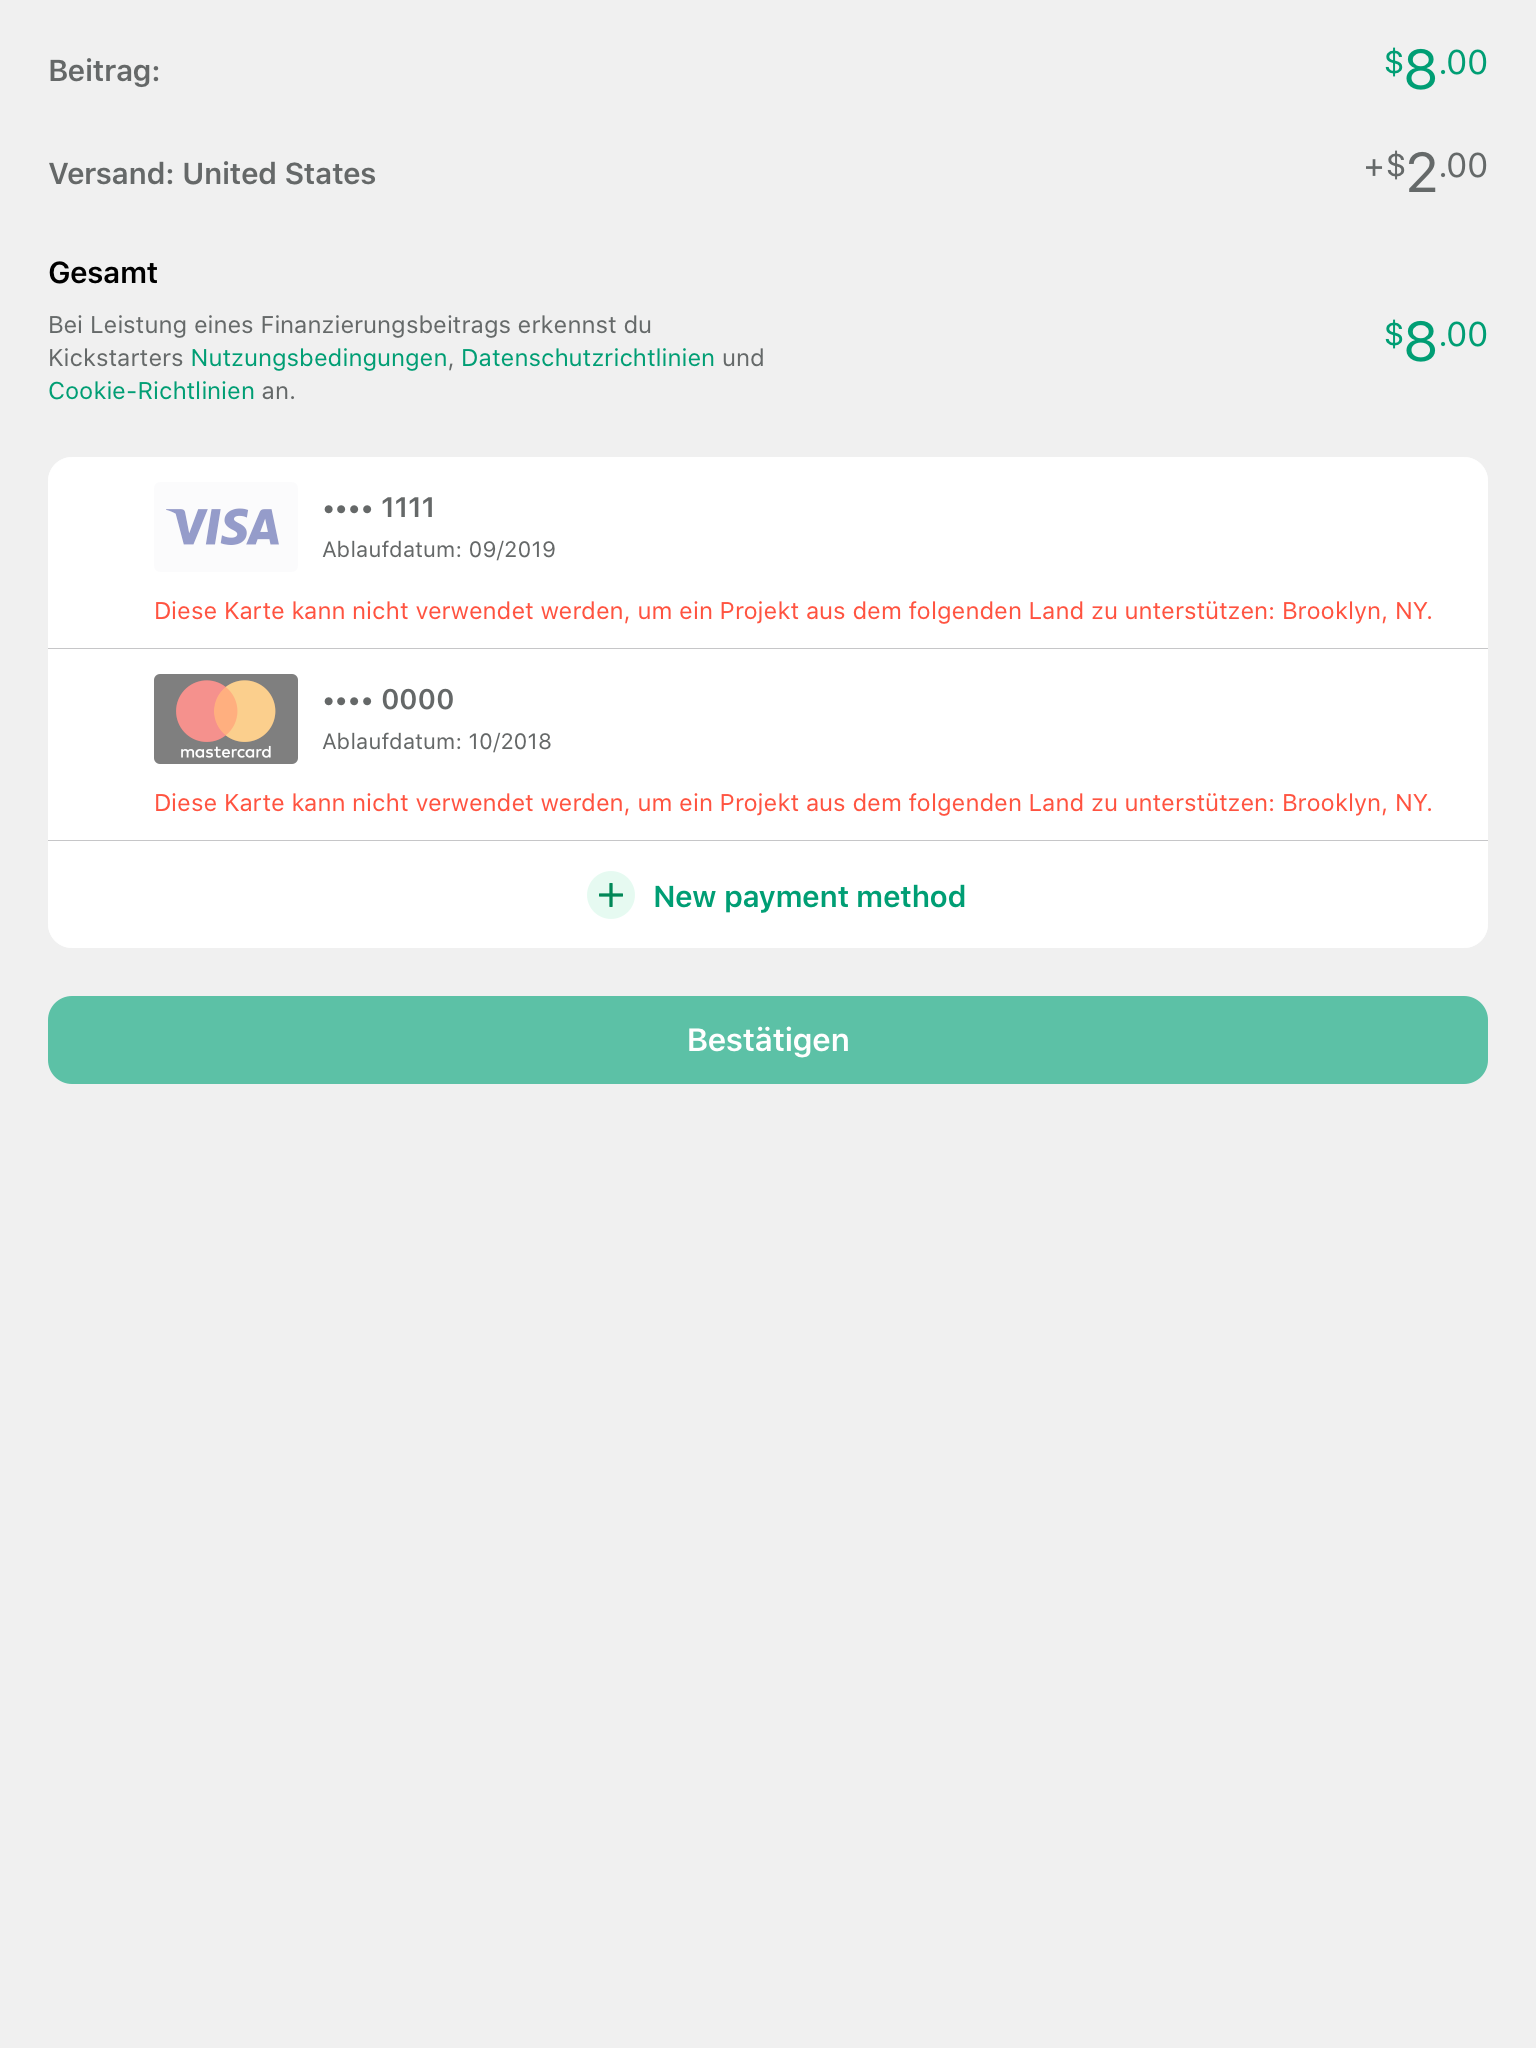 Beitrag: $8.00
Versand: United States +$2.00
Gesamt
Bei Leistung eines Finanzierungsbeitrags erkennst du
Kickstarters Nutzungsbedingungen, Datenschutzrichtlinien und
Cookie-Richtlinien an.
$8.00
VISA
•••• 1111
Ablaufdatum: 09/2019
Diese Karte kann nicht verwendet werden, um ein Projekt aus dem folgenden Land zu unterstützen: Brooklyn, NY.
mastercard
•••• 0000
Ablaufdatum: 10/2018
Diese Karte kann nicht verwendet werden, um ein Projekt aus dem folgenden Land zu unterstützen: Brooklyn, NY.
New payment method
Bestätigen